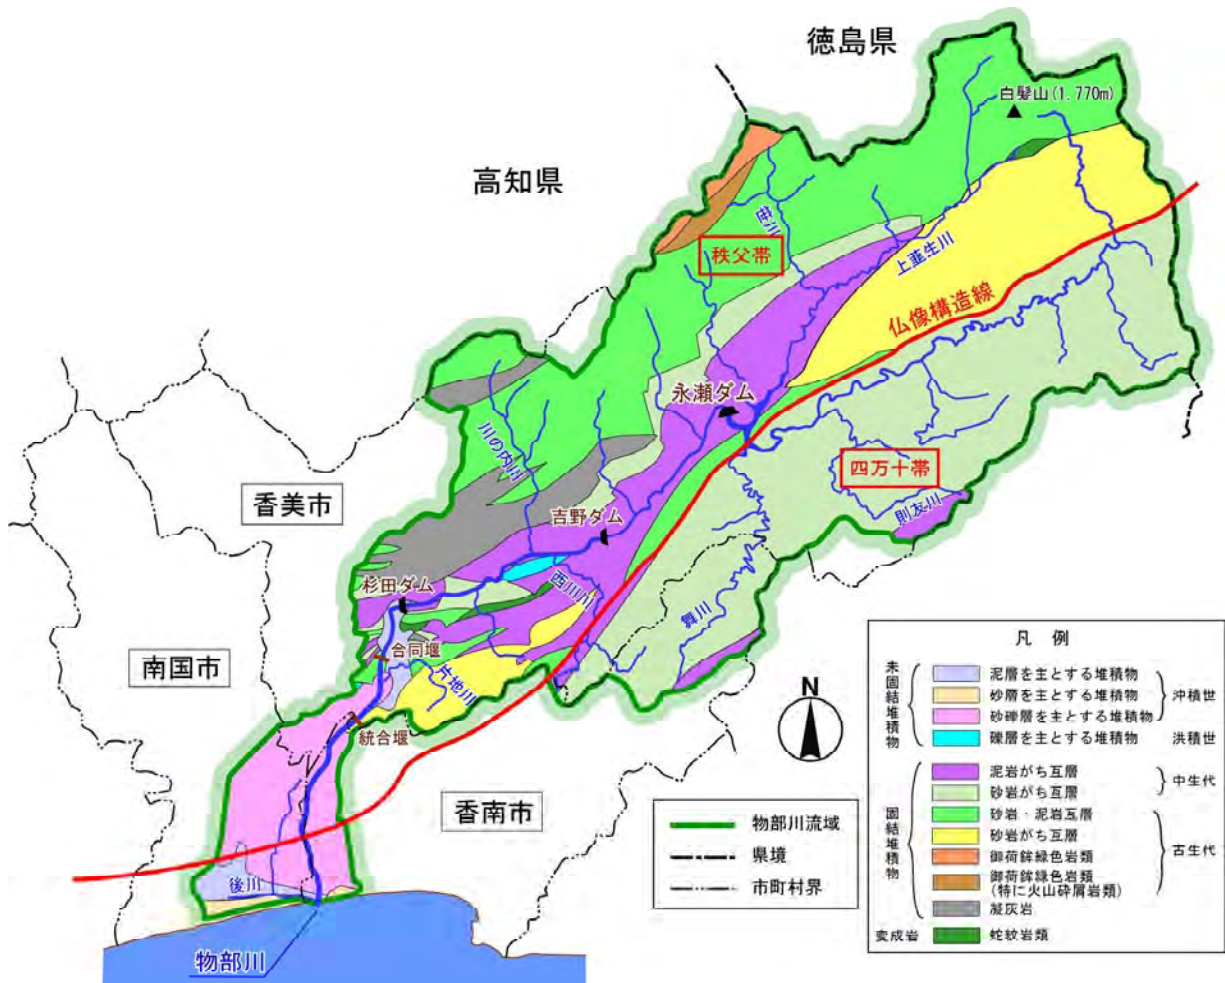 徳島県
白髪山(1,770m)
高知県
笹川
秩父帯
上韮生川
仏像構造線
永瀬ダム
川の内川
四万十帯
則友川
香美市
吉野ダム
杉田ダム
西川川
舞川
合同堰
片地川
南国市
統合堰
香南市
後川
物部川
N
物部川流域
県境
市町村界
凡 例
未固結堆積物
泥層を主とする堆積物
砂層を主とする堆積物
砂礫層を主とする堆積物
沖積世
礫層を主とする堆積物
洪積世
固結堆積物
泥岩がち互層
砂岩がち互層
中生代
砂岩・泥岩互層
砂岩がち互層
御荷鉾緑色岩類
御荷鉾緑色岩類
(特に火山砕屑岩類)
古生代
凝灰岩
変成岩
蛇紋岩類